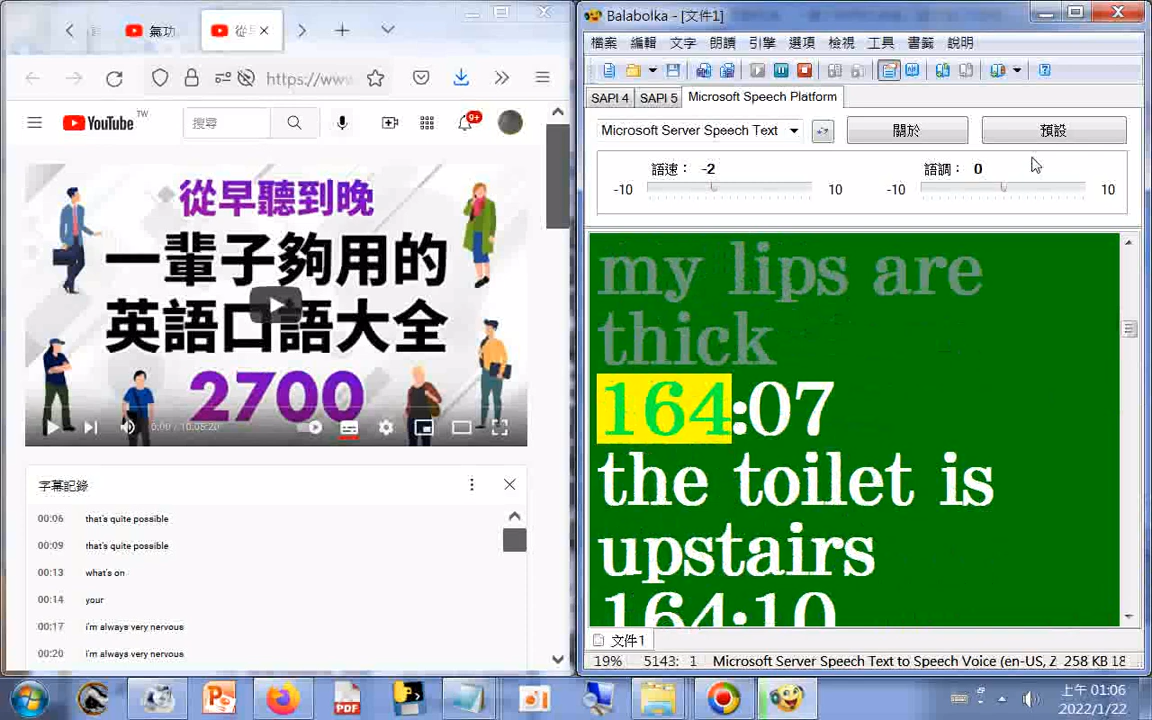 氣功
從
https://www
YouTube TW
搜尋
9+
從早聽到晚
一輩子夠用的
英語口語大全
2700
0:00 / 10:05:20
字幕記錄
00:06 that's quite possible
00:09 that's quite possible
00:13 what's on
00:14 your
00:17 i'm always very nervous
00:20 i'm always very nervous
Balabolka - [文件1]
檔案 編輯 文字 朗讀 引擎 選項 檢視 工具 書籤 說明
SAPI 4 SAPI 5 Microsoft Speech Platform
Microsoft Server Speech Text 關於 預設
語速： -2 語調： 0
-10 10 -10 10
my lips are
thick
164:07
the toilet is
upstairs
164:10
文件1
19% 5143: 1 Microsoft Server Speech Text to Speech Voice (en-US, Z 258 KB 18
PDF
上午 01:06
2022/1/22